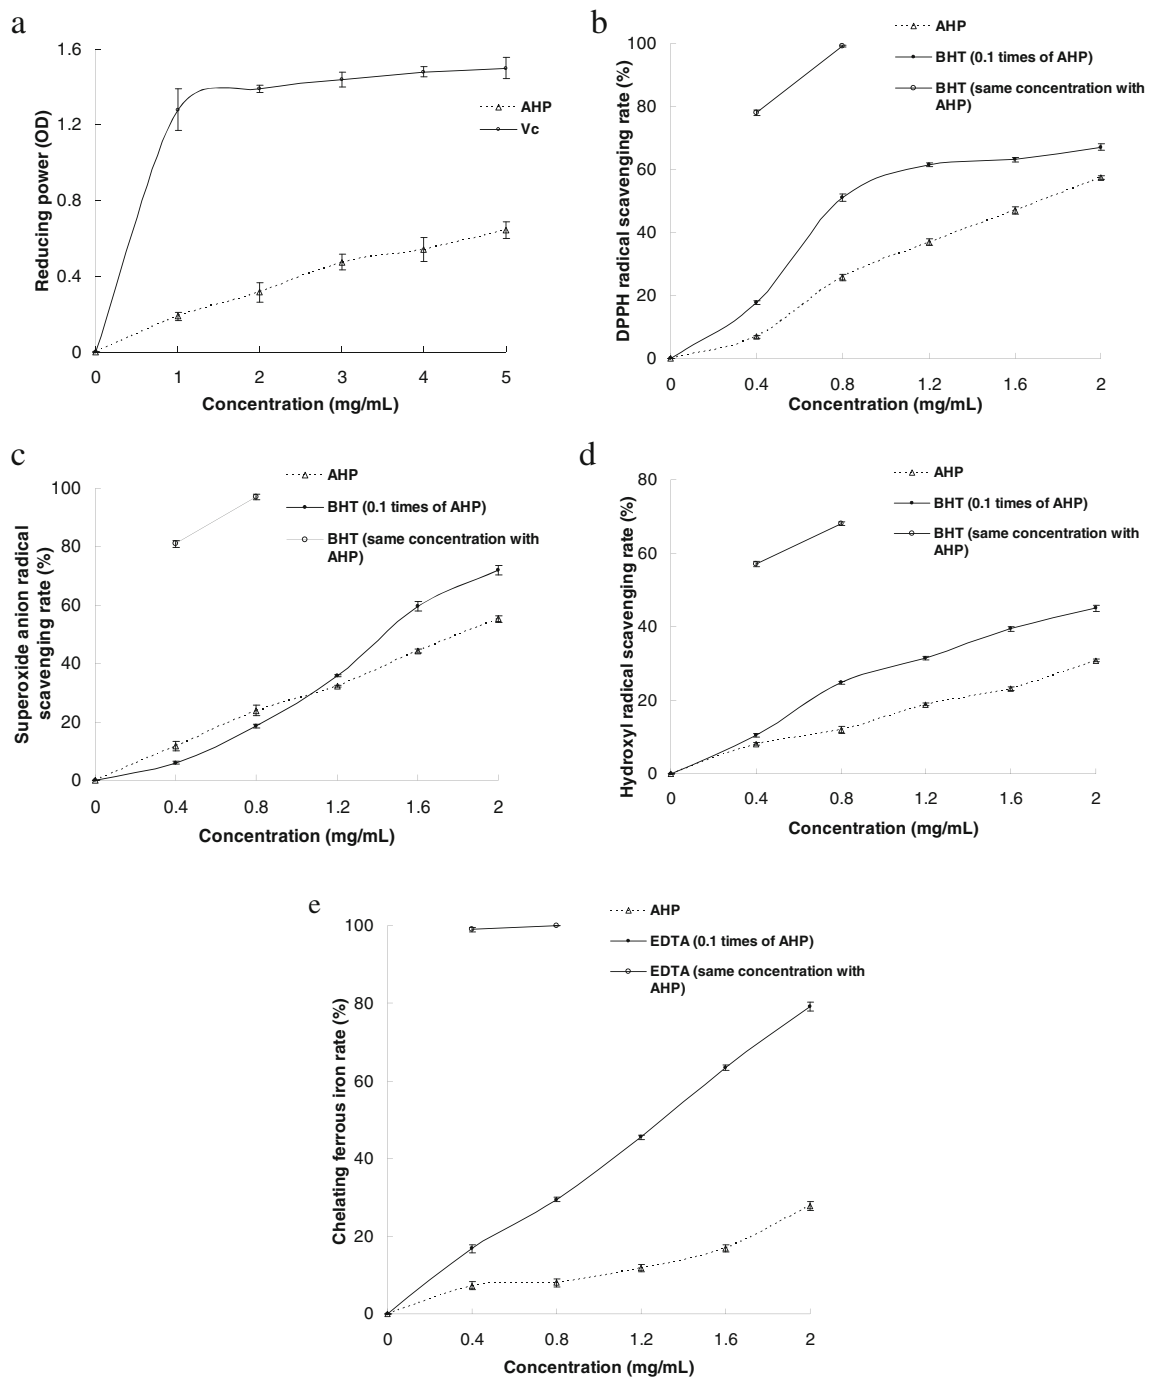 a
1.6
1.2
0.8
0.4
0
Reducing power (OD)
0 1 2 3 4 5
Concentration (mg/mL)
AHP
Vc
b
AHP
BHT (0.1 times of AHP)
BHT (same concentration with
AHP)
100
80
60
40
20
0
DPPH radical scavenging rate (%)
0 0.4 0.8 1.2 1.6 2
Concentration (mg/mL)
c
AHP
BHT (0.1 times of AHP)
BHT (same concentration with
AHP)
100
80
60
40
20
0
Superoxide anion radical
scavenging rate (%)
0 0.4 0.8 1.2 1.6 2
Concentration (mg/mL)
d
AHP
BHT (0.1 times of AHP)
BHT (same concentration with
AHP)
80
60
40
20
0
Hydroxyl radical scavenging rate (%)
0 0.4 0.8 1.2 1.6 2
Concentration (mg/mL)
e
AHP
EDTA (0.1 times of AHP)
EDTA (same concentration with
AHP)
100
80
60
40
20
0
Chelating ferrous iron rate (%)
0 0.4 0.8 1.2 1.6 2
Concentration (mg/mL)